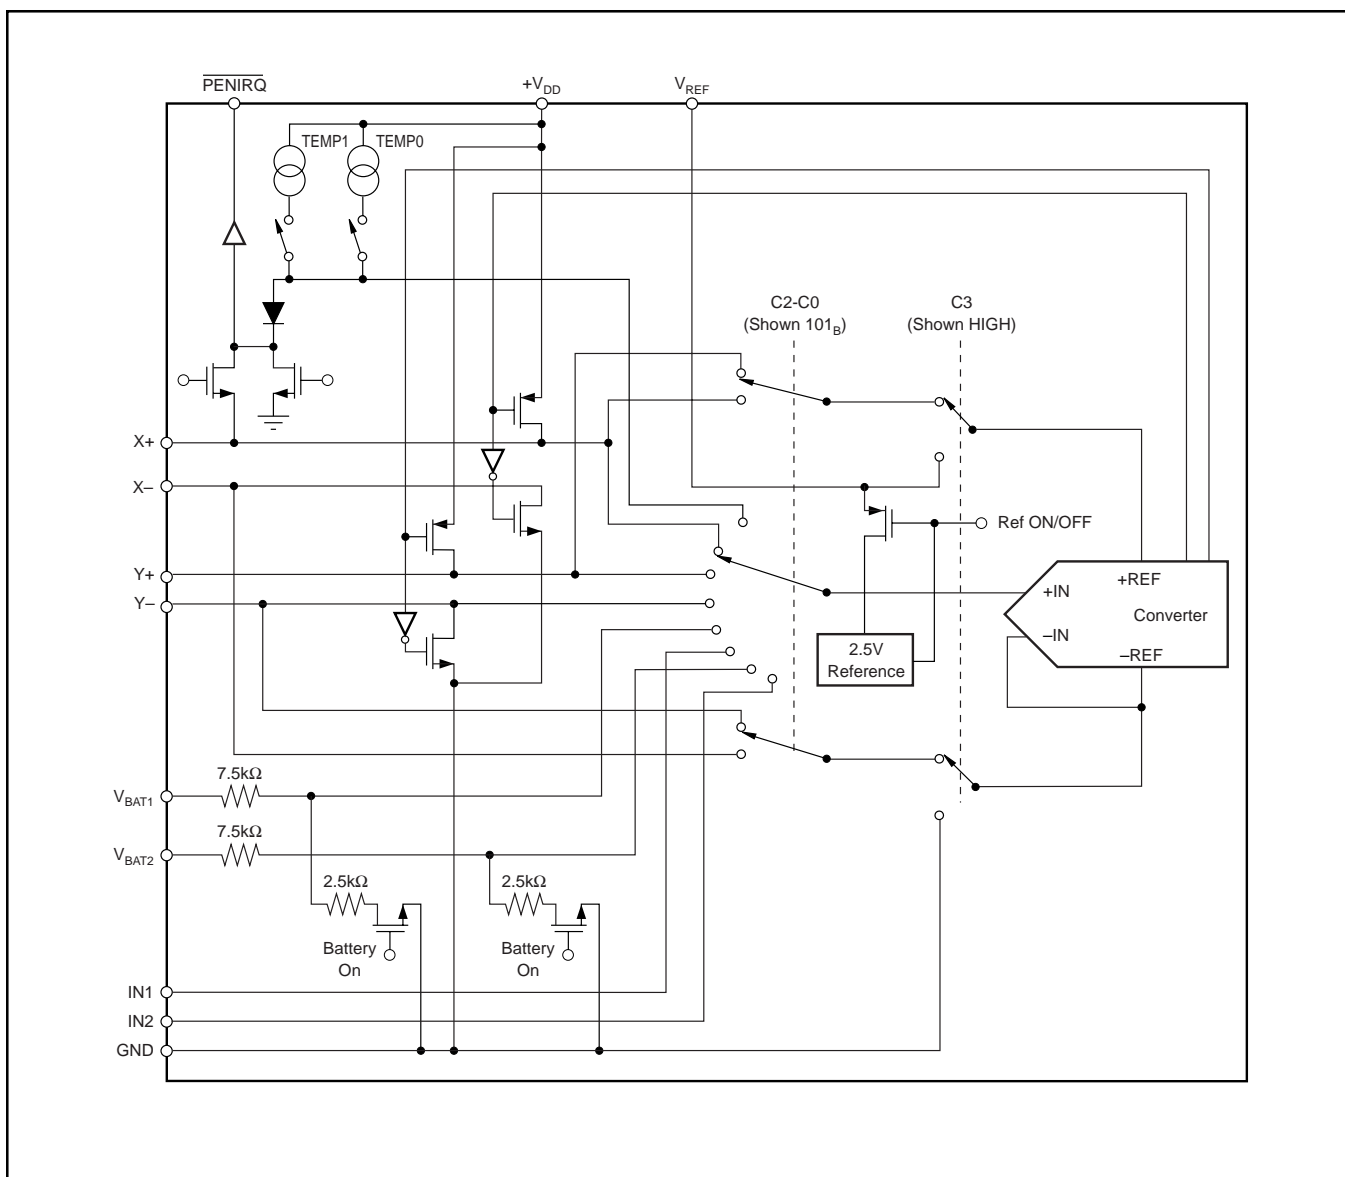 PENIRQ
+VDD
VREF
TEMP1
TEMP0
C2-C0
(Shown 101B)
C3
(Shown HIGH)
X+
X–
Ref ON/OFF
Y+
Y–
+REF
+IN
Converter
–IN
–REF
2.5V
Reference
7.5kΩ
VBAT1
7.5kΩ
VBAT2
2.5kΩ
2.5kΩ
Battery
On
Battery
On
IN1
IN2
GND